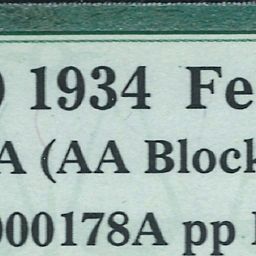 ) 1934 Fe
A (AA Block
000178A pp